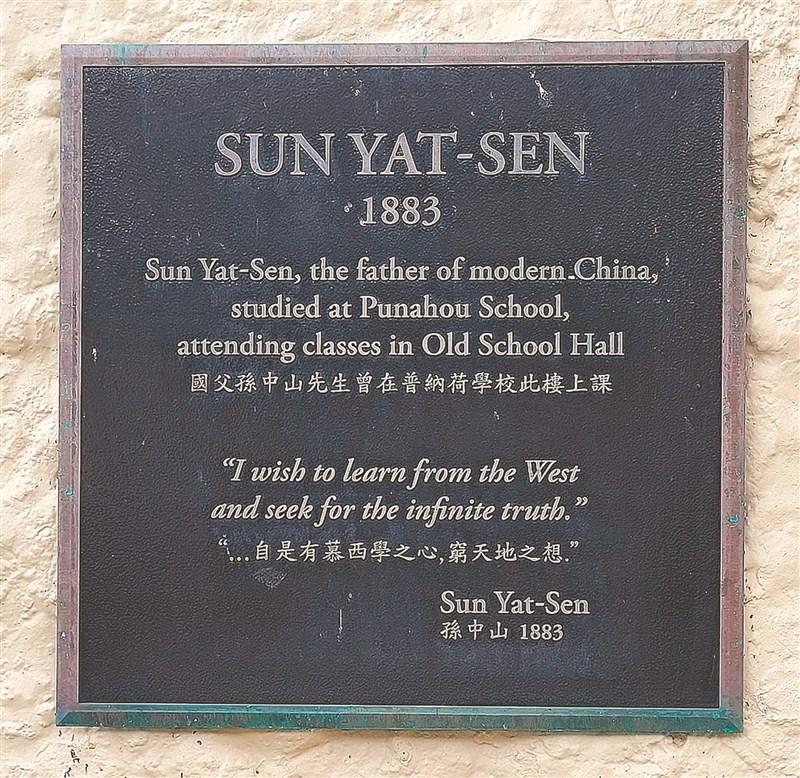 SUN YAT-SEN
1883
Sun Yat-Sen, the father of modern China,
studied at Punahou School,
attending classes in Old School Hall
國父孫中山先生曾在普納荷學校此樓上課
“I wish to learn from the West
and seek for the infinite truth.”
“...自是有慕西學之心,窮天地之想.”
Sun Yat-Sen
孫中山 1883